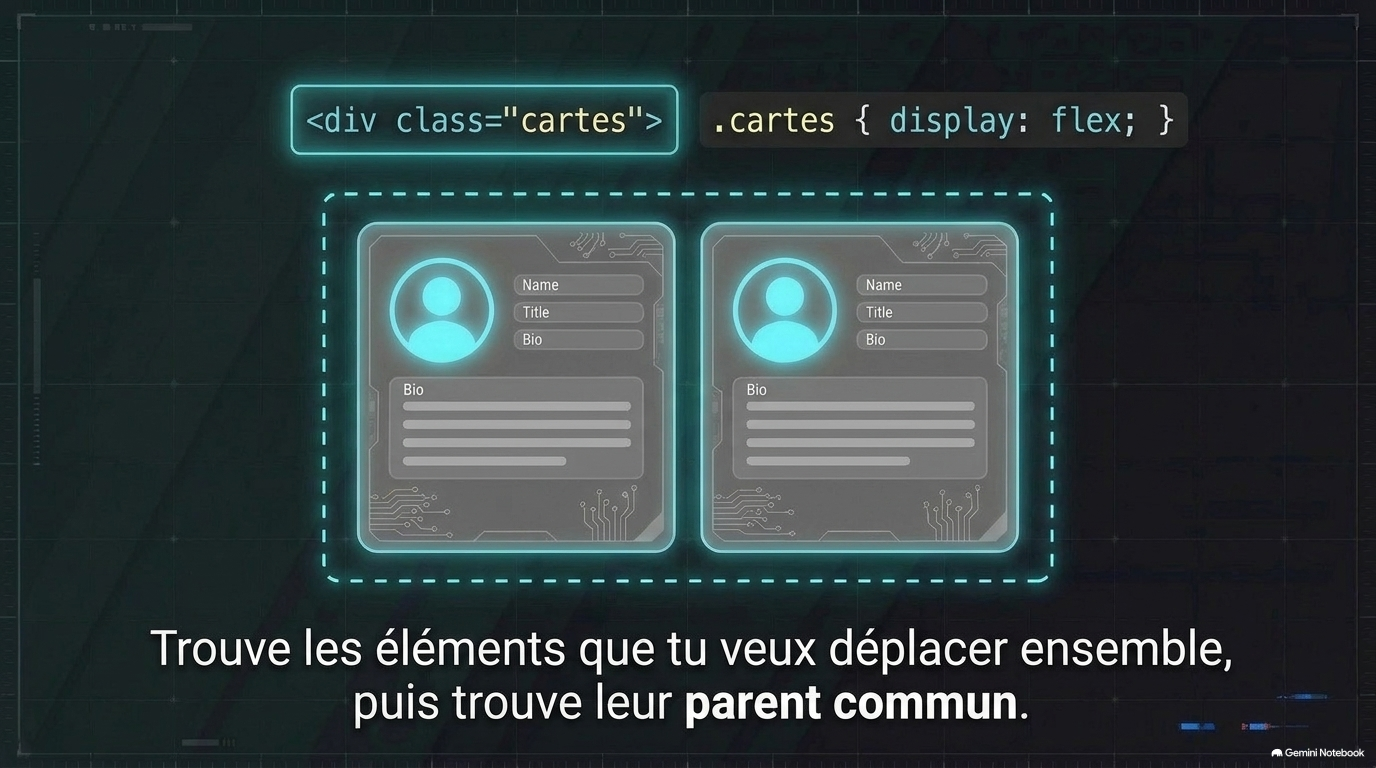 <div class="cartes">
.cartes { display: flex; }
Name
Title
Bio
Bio
Name
Title
Bio
Bio
Trouve les éléments que tu veux déplacer ensemble,
puis trouve leur parent commun.
Gemini Notebook